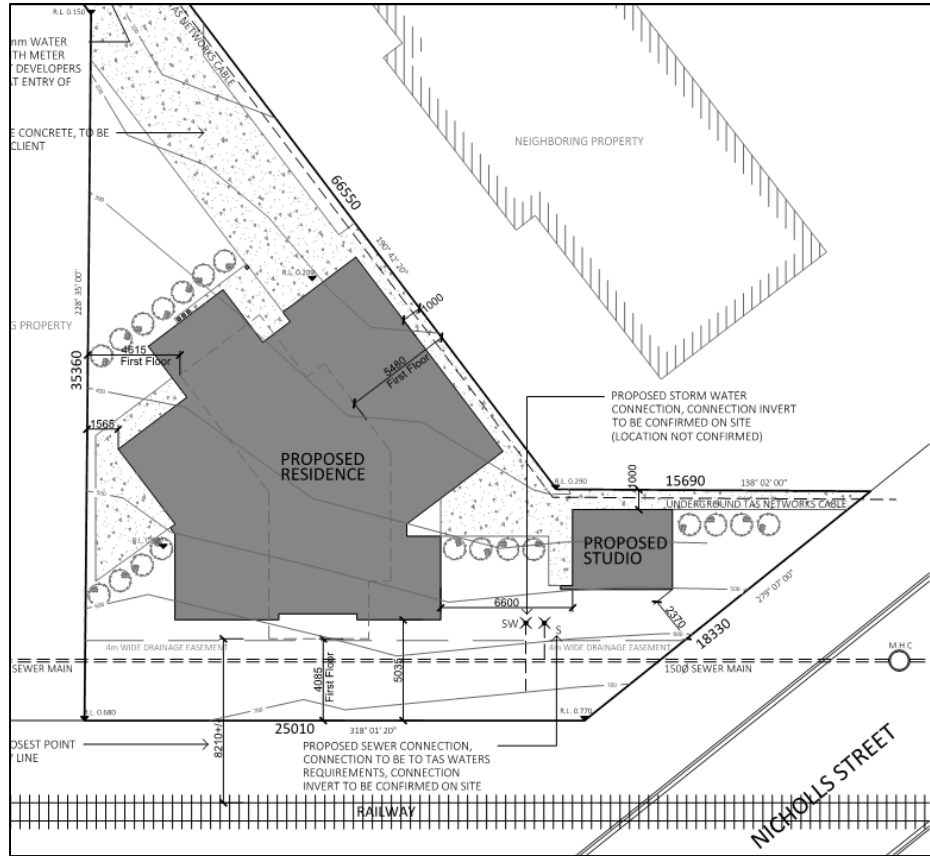 R.L. 0.150
mm WATER
TH METER
DEVELOPERS
AT ENTRY OF
TAS NETWORKS CABLE
E CONCRETE, TO BE
CLIENT
NEIGHBORING PROPERTY
66550
190° 42' 20"
228° 35' 00"
R.L. 0.209
G PROPERTY
35360
4615
First Floor
1000
5480
First Floor
1565
PROPOSED
RESIDENCE
PROPOSED STORM WATER
CONNECTION, CONNECTION INVERT
TO BE CONFIRMED ON SITE
(LOCATION NOT CONFIRMED)
R.L. 0.290
1000
15690
138° 02' 00"
UNDERGROUND TAS NETWORKS CABLE
PROPOSED
STUDIO
279° 07' 00"
6600
2370
18330
SW
S
4m WIDE DRAINAGE EASEMENT
4m WIDE DRAINAGE EASEMENT
SEWER MAIN
150Ø SEWER MAIN
M H C
4085
First Floor
5035
R.L. 0.680
700
700
R.L. 0.770
25010
318° 01' 20"
8210+/-
OSEST POINT
LINE
PROPOSED SEWER CONNECTION,
CONNECTION TO BE TO TAS WATERS
REQUIREMENTS, CONNECTION
INVERT TO BE CONFIRMED ON SITE
RAILWAY
NICHOLLS STREET